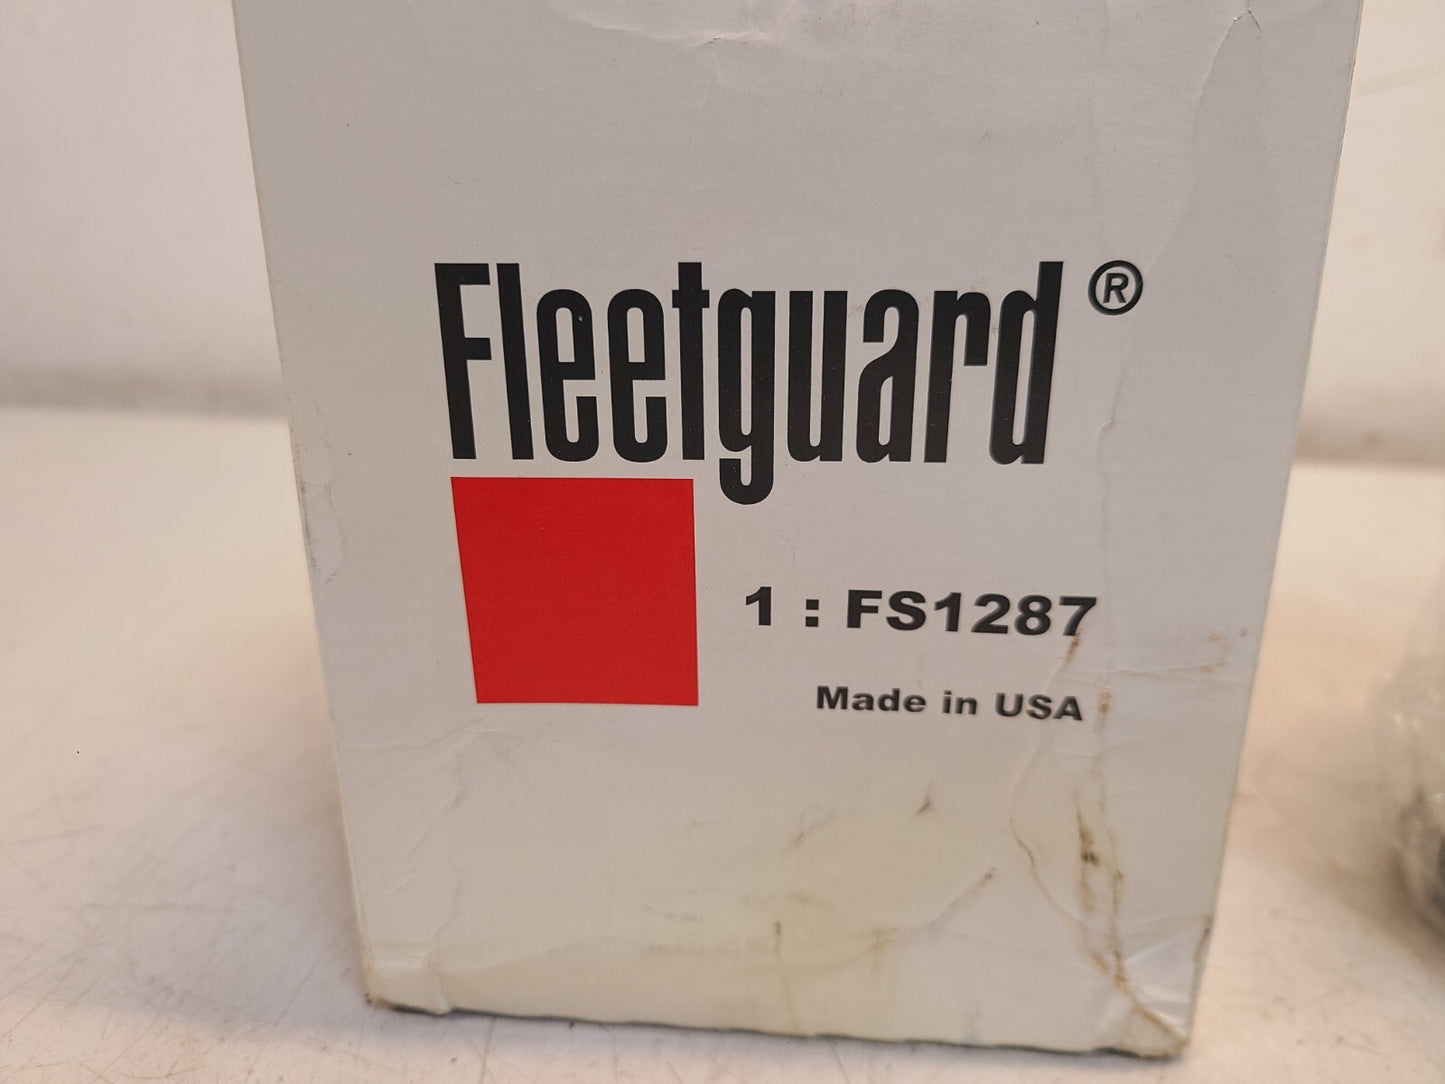 Fleetguard®
1 : FS1287
Made in USA